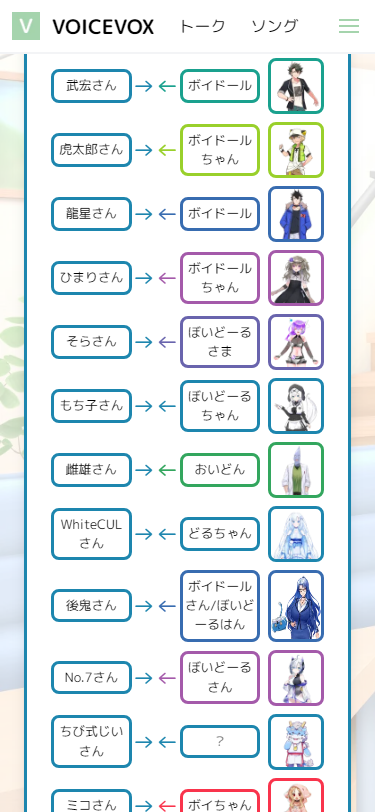 V VOICEVOX トーク ソング
武宏さん → ← ボイドール
虎太郎さん → ← ボイドール
ちゃん
龍星さん → ← ボイドール
ひまりさん → ← ボイドール
ちゃん
そらさん → ← ぼいどーる
さま
もち子さん → ← ぼいどーる
ちゃん
雌雄さん → ← おいどん
WhiteCUL
さん → ← どるちゃん
後鬼さん → ← ボイドール
さん/ぼいど
ーるはん
No.7さん → ← ぼいどーる
さん
ちび式じい
さん → ← ?
ミコさん → ← ボイちゃん